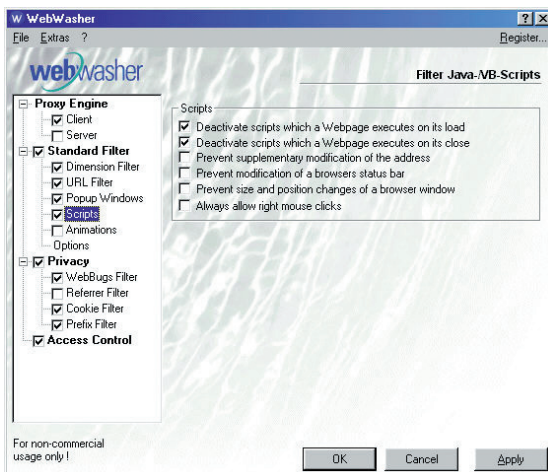 W WebWasher
File Extras ? Register...
webwasher
Filter Java-/VB-Scripts
Proxy Engine
Client
Server
Standard Filter
Dimension Filter
URL Filter
Popup Windows
Scripts
Animations
Options
Privacy
WebBugs Filter
Referrer Filter
Cookie Filter
Prefix Filter
Access Control
Scripts
Deactivate scripts which a Webpage executes on its load
Deactivate scripts which a Webpage executes on its close
Prevent supplementary modification of the address
Prevent modification of a browsers status bar
Prevent size and position changes of a browser window
Always allow right mouse clicks
For non-commercial
usage only !
OK Cancel Apply